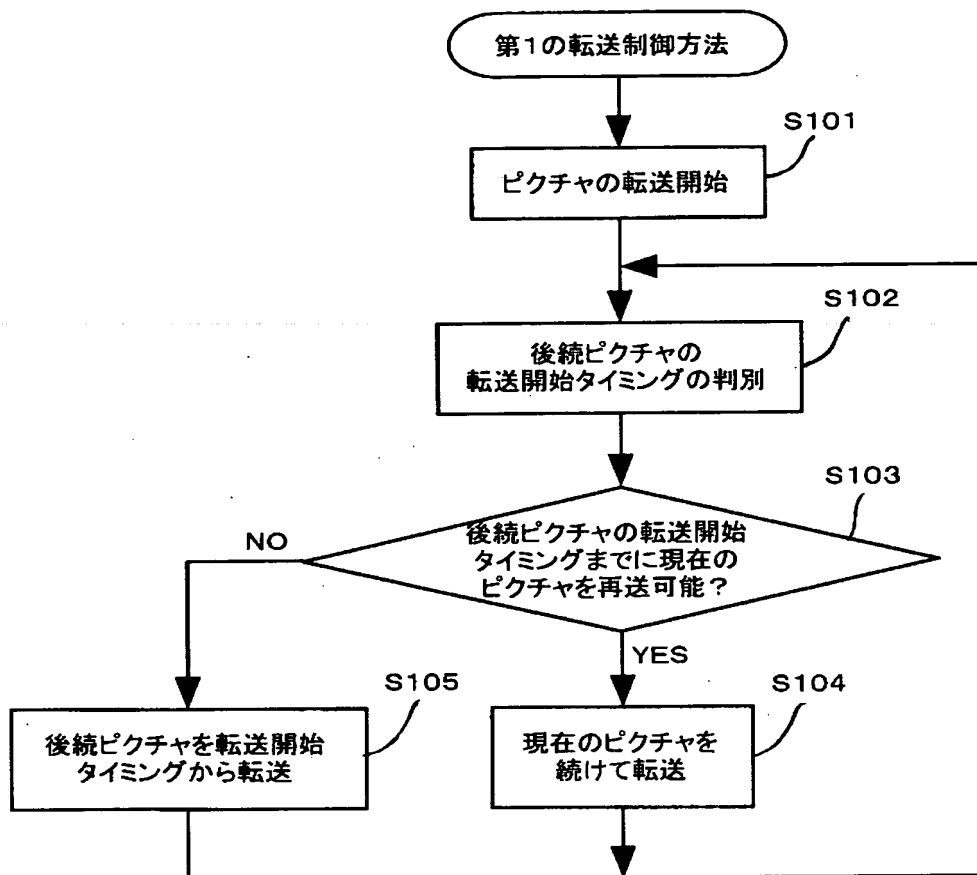 第1の転送制御方法
S101
ピクチャの転送開始
S102
後続ピクチャの
転送開始タイミングの判別
S103
後続ピクチャの転送開始
タイミングまでに現在の
ピクチャを再送可能？
NO
YES
S105
後続ピクチャを転送開始
タイミングから転送
S104
現在のピクチャを
続けて転送